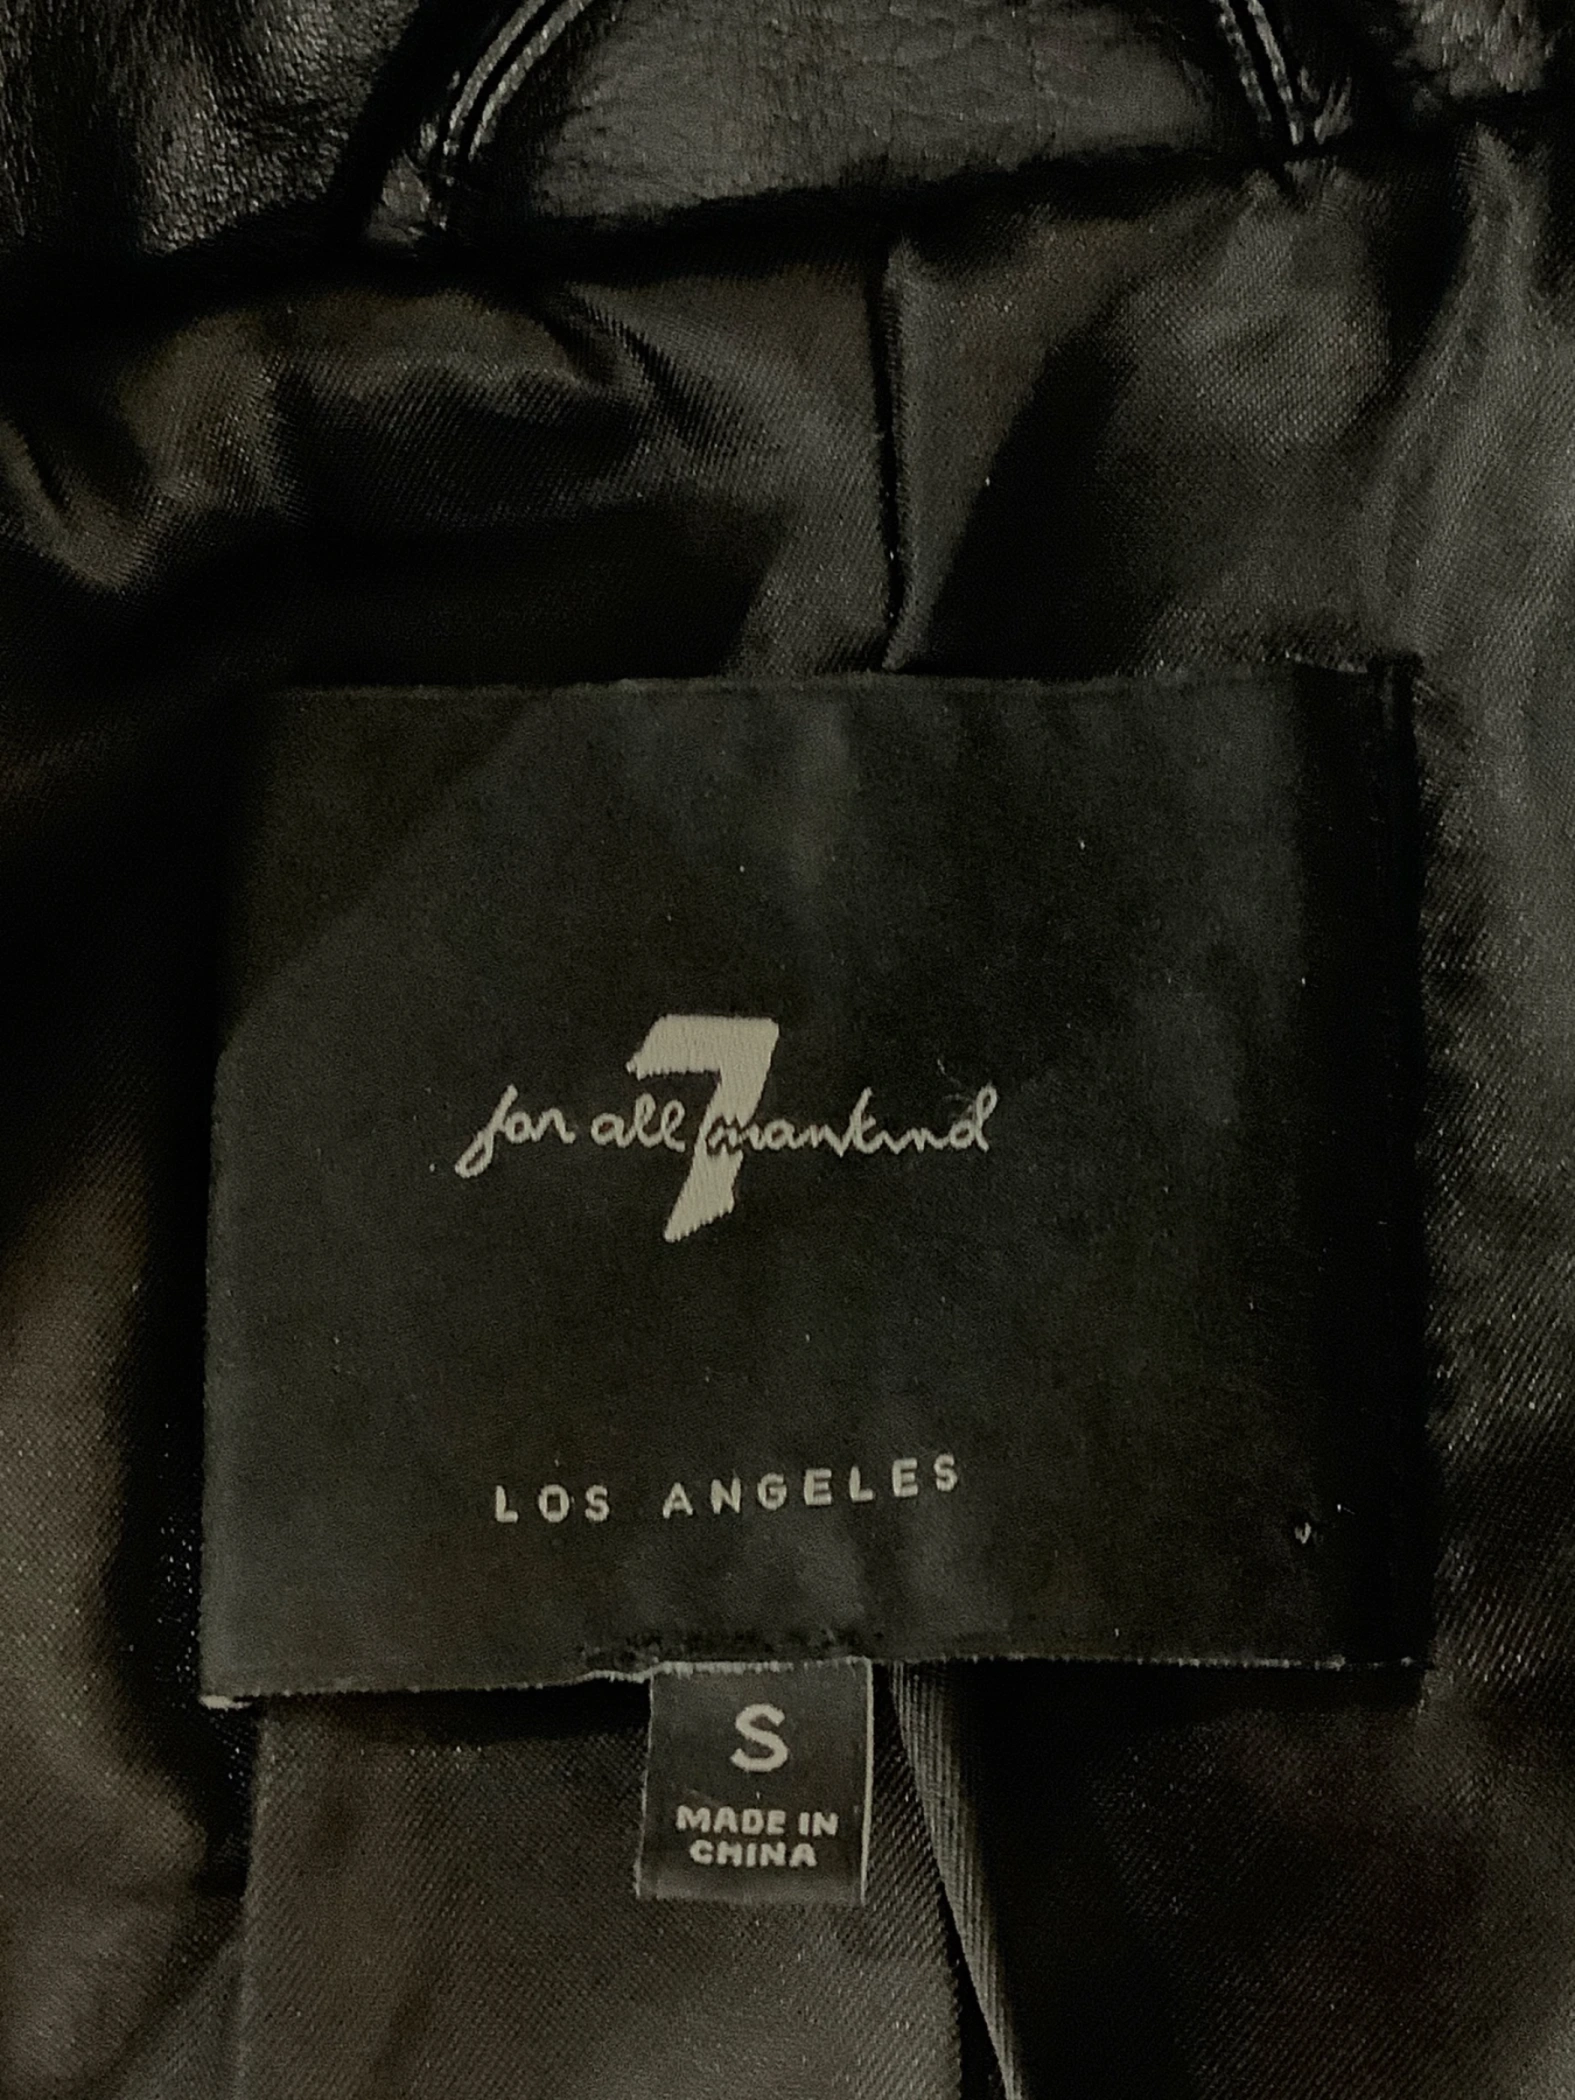 for all 7 mankind
LOS ANGELES
S
MADE IN
CHINA